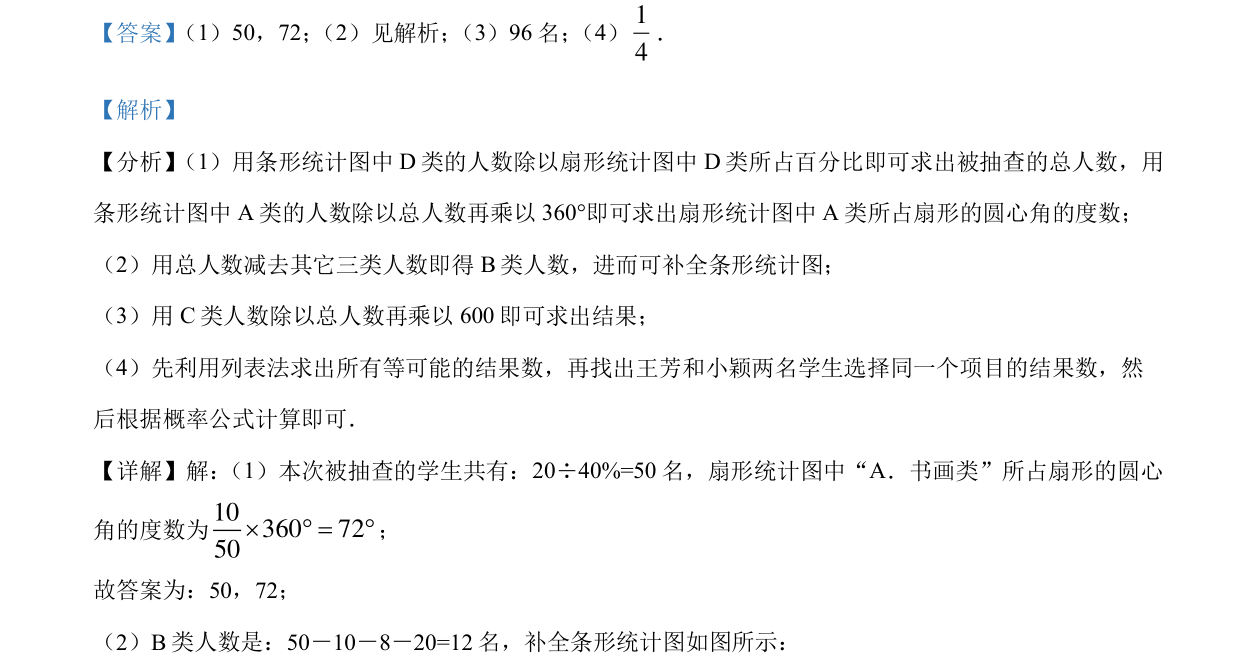 【答案】（1）50，72；（2）见解析；（3）96 名；（4）1/4．
【解析】
【分析】（1）用条形统计图中 D 类的人数除以扇形统计图中 D 类所占百分比即可求出被抽查的总人数，用
条形统计图中 A 类的人数除以总人数再乘以 360°即可求出扇形统计图中 A 类所占扇形的圆心角的度数；
（2）用总人数减去其它三类人数即得 B 类人数，进而可补全条形统计图；
（3）用 C 类人数除以总人数再乘以 600 即可求出结果；
（4）先利用列表法求出所有等可能的结果数，再找出王芳和小颖两名学生选择同一个项目的结果数，然
后根据概率公式计算即可．
【详解】解：（1）本次被抽查的学生共有：20÷40%=50 名，扇形统计图中“A．书画类”所占扇形的圆心
角的度数为 10/50×360°=72°；
故答案为：50，72；
（2）B 类人数是：50－10－8－20=12 名，补全条形统计图如图所示：